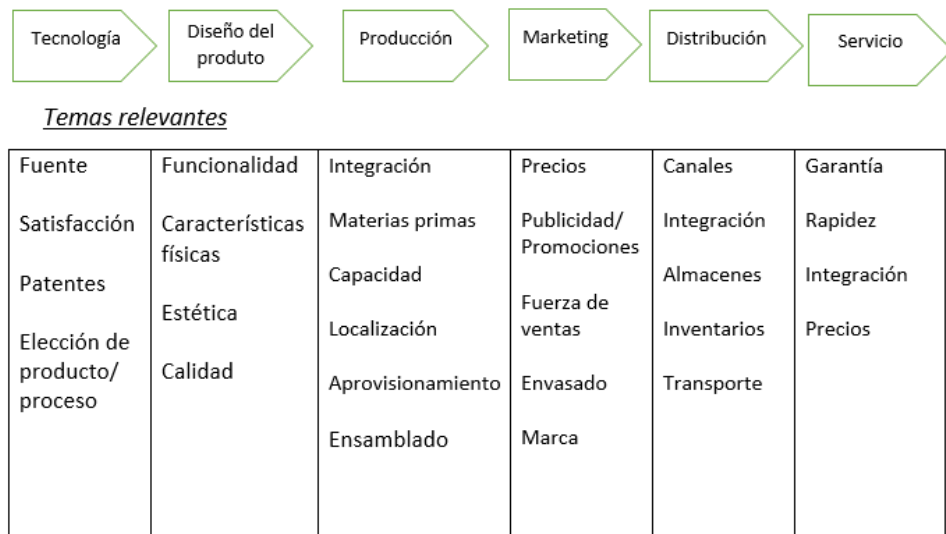 Tecnología
Diseño del
produto
Producción
Marketing
Distribución
Servicio
Temas relevantes
Fuente
Satisfacción
Patentes
Elección de
producto/
proceso
Funcionalidad
Características
físicas
Estética
Calidad
Integración
Materias primas
Capacidad
Localización
Aprovisionamiento
Ensamblado
Precios
Publicidad/
Promociones
Fuerza de
ventas
Envasado
Marca
Canales
Integración
Almacenes
Inventarios
Transporte
Garantía
Rapidez
Integración
Precios